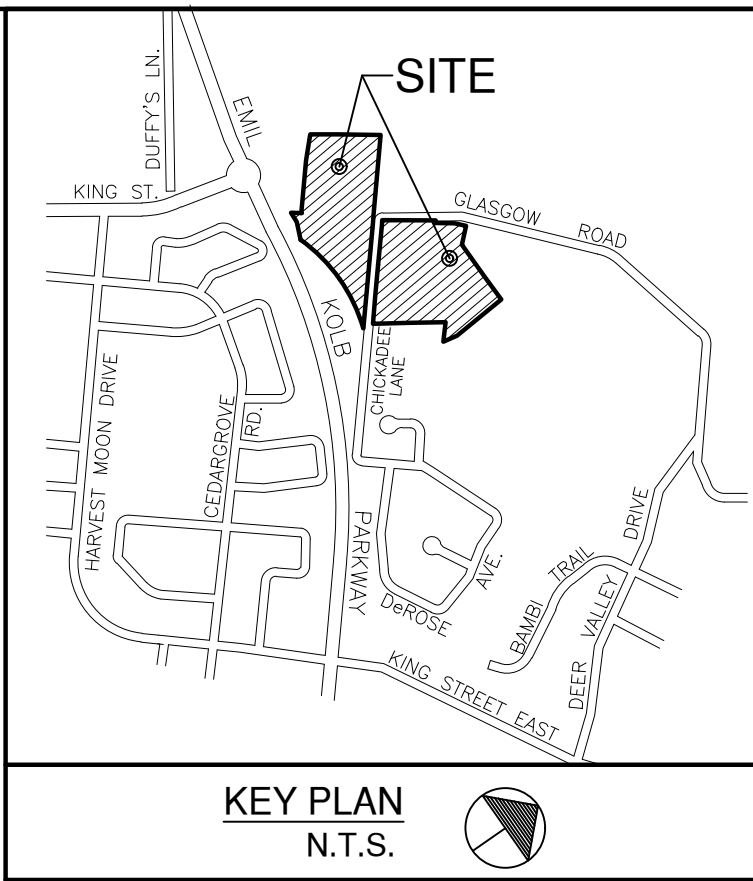 SITE
DUFFY'S LN.
EMIL
KING ST.
GLASGOW
ROAD
KOLB
CHICKADEE
LANE
HARVEST MOON DRIVE
CEDARGROVE
RD.
PARKWAY
DRIVE
TRAIL
AVE.
BAMBI
VALLEY
DeROSE
DEER
KING STREET EAST
KEY PLAN
N.T.S.